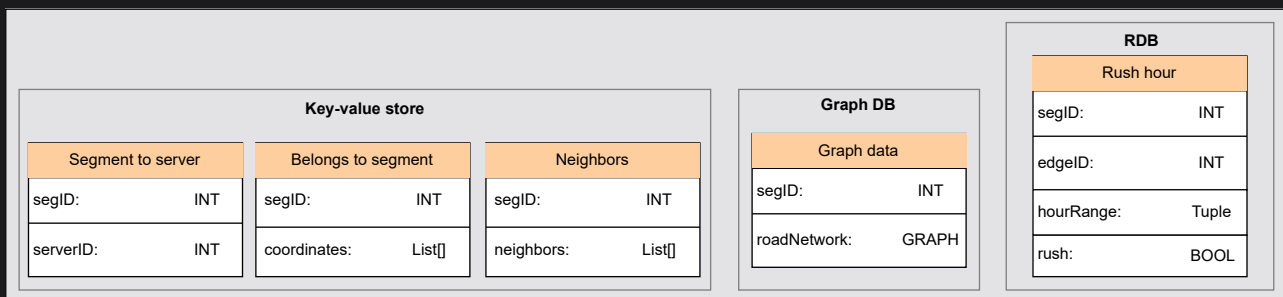 Key-value store
Segment to server
segID: INT
serverID: INT
Belongs to segment
segID: INT
coordinates: List[]
Neighbors
segID: INT
neighbors: List[]
Graph DB
Graph data
segID: INT
roadNetwork: GRAPH
RDB
Rush hour
segID: INT
edgeID: INT
hourRange: Tuple
rush: BOOL